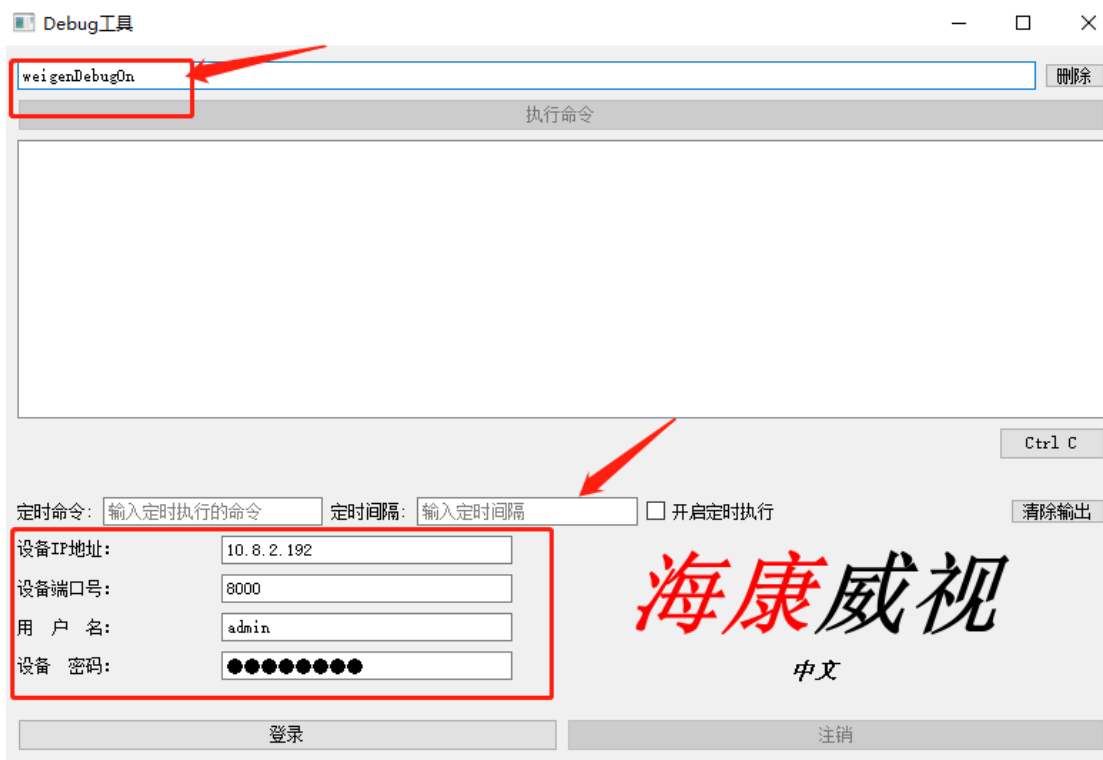 Debug工具
weigenDebugOn 删除
执行命令
Ctrl C
定时命令: 输入定时执行的命令 定时间隔: 输入定时间隔 开启定时执行 清除输出
设备IP地址: 10.8.2.192
设备端口号: 8000
用 户 名: admin
设备 密码: ●●●●●●●●
海康威视
中文
登录 注销